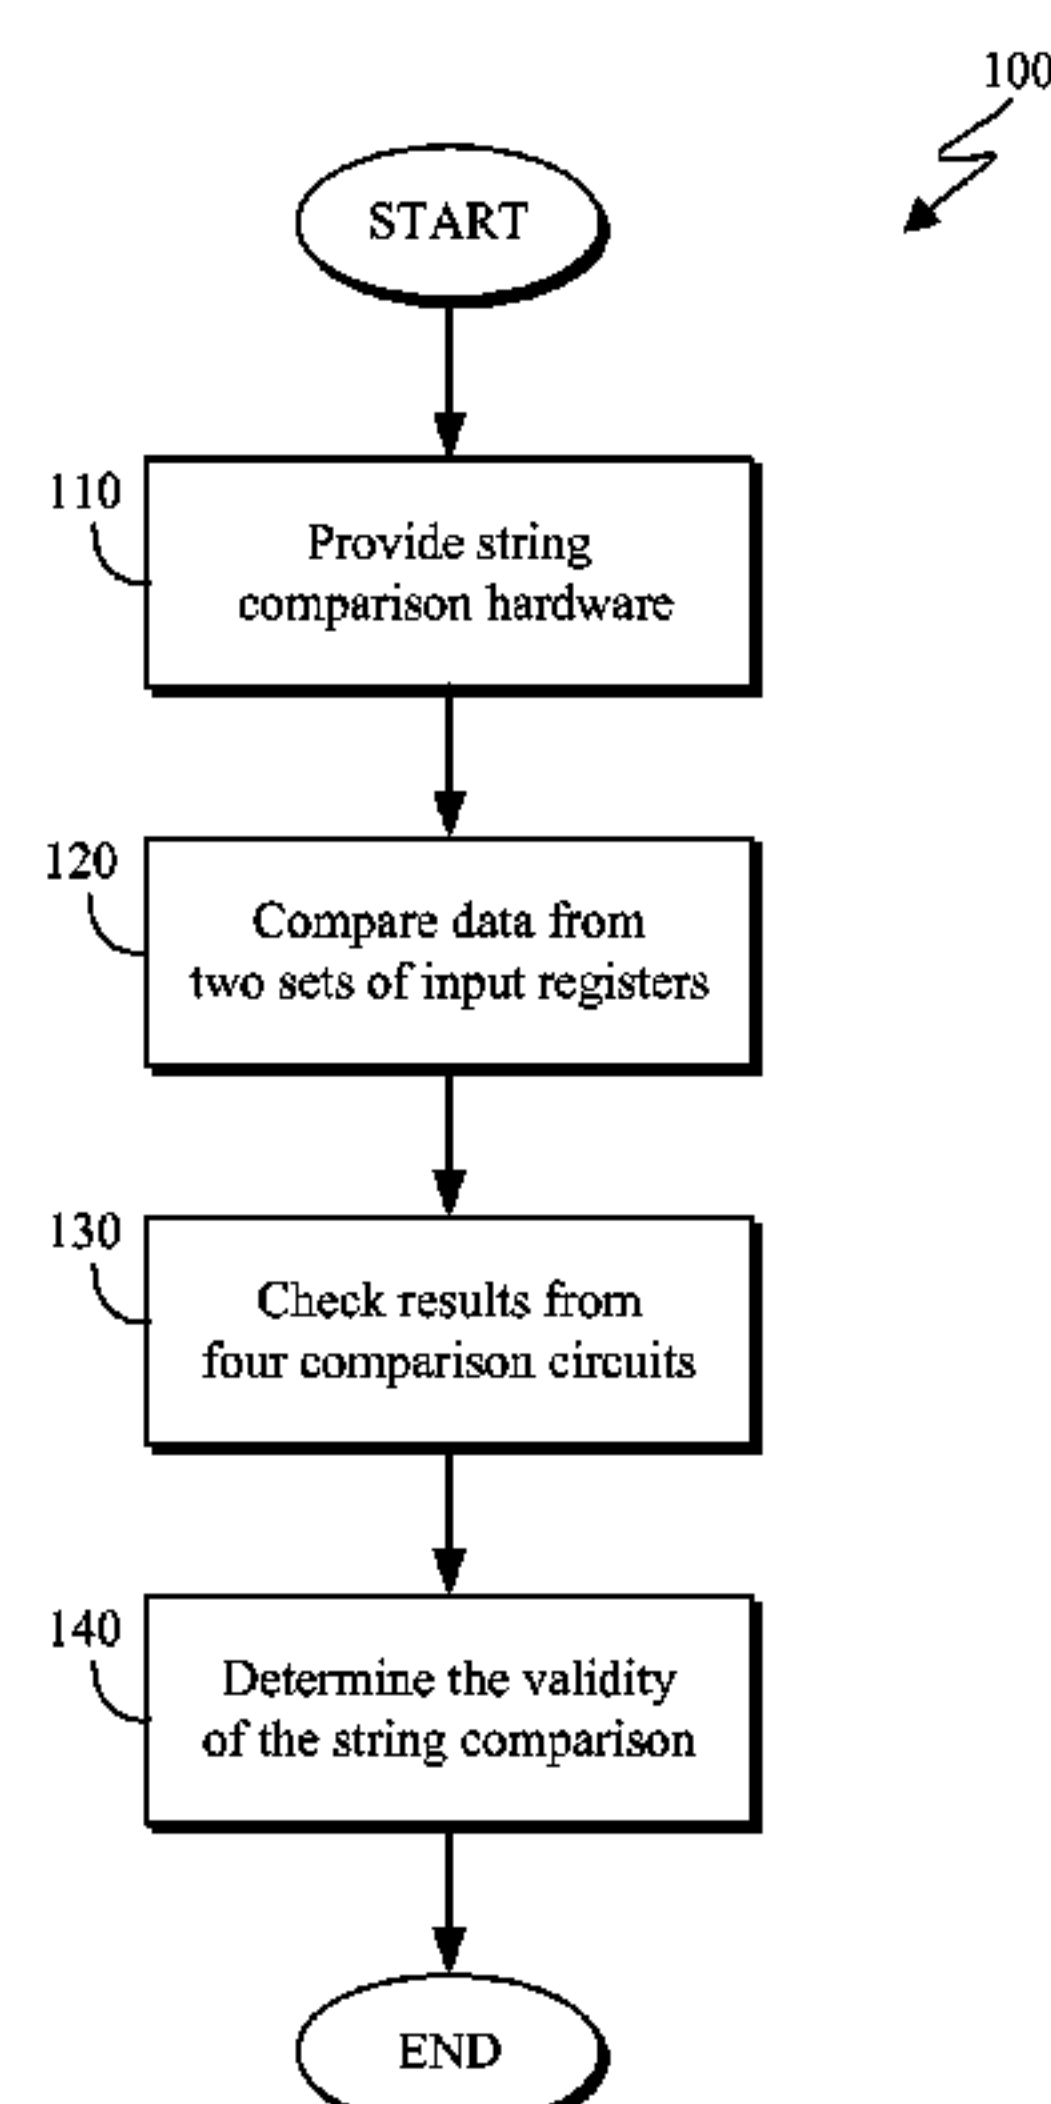 100
START
110
Provide string
comparison hardware
120
Compare data from
two sets of input registers
130
Check results from
four comparison circuits
140
Determine the validity
of the string comparison
END